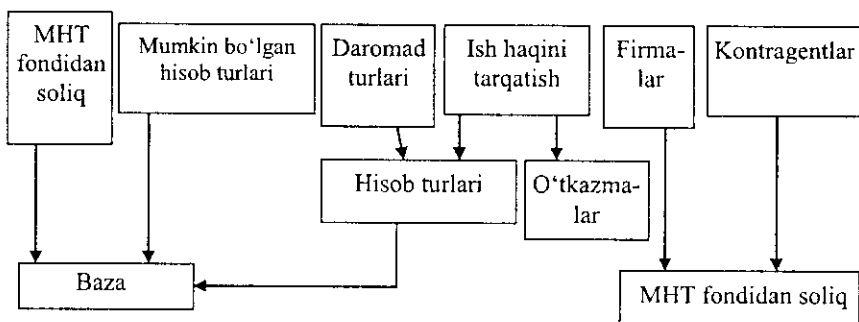 MHT
fondidan
soliq
Mumkin bo‘lgan
hisob turlari
Daromad
turlari
Ish haqini
tarqatish
Firma-
lar
Kontragentlar
Hisob turlari
O‘tkazma-
lar
Baza
MHT fondidan soliq